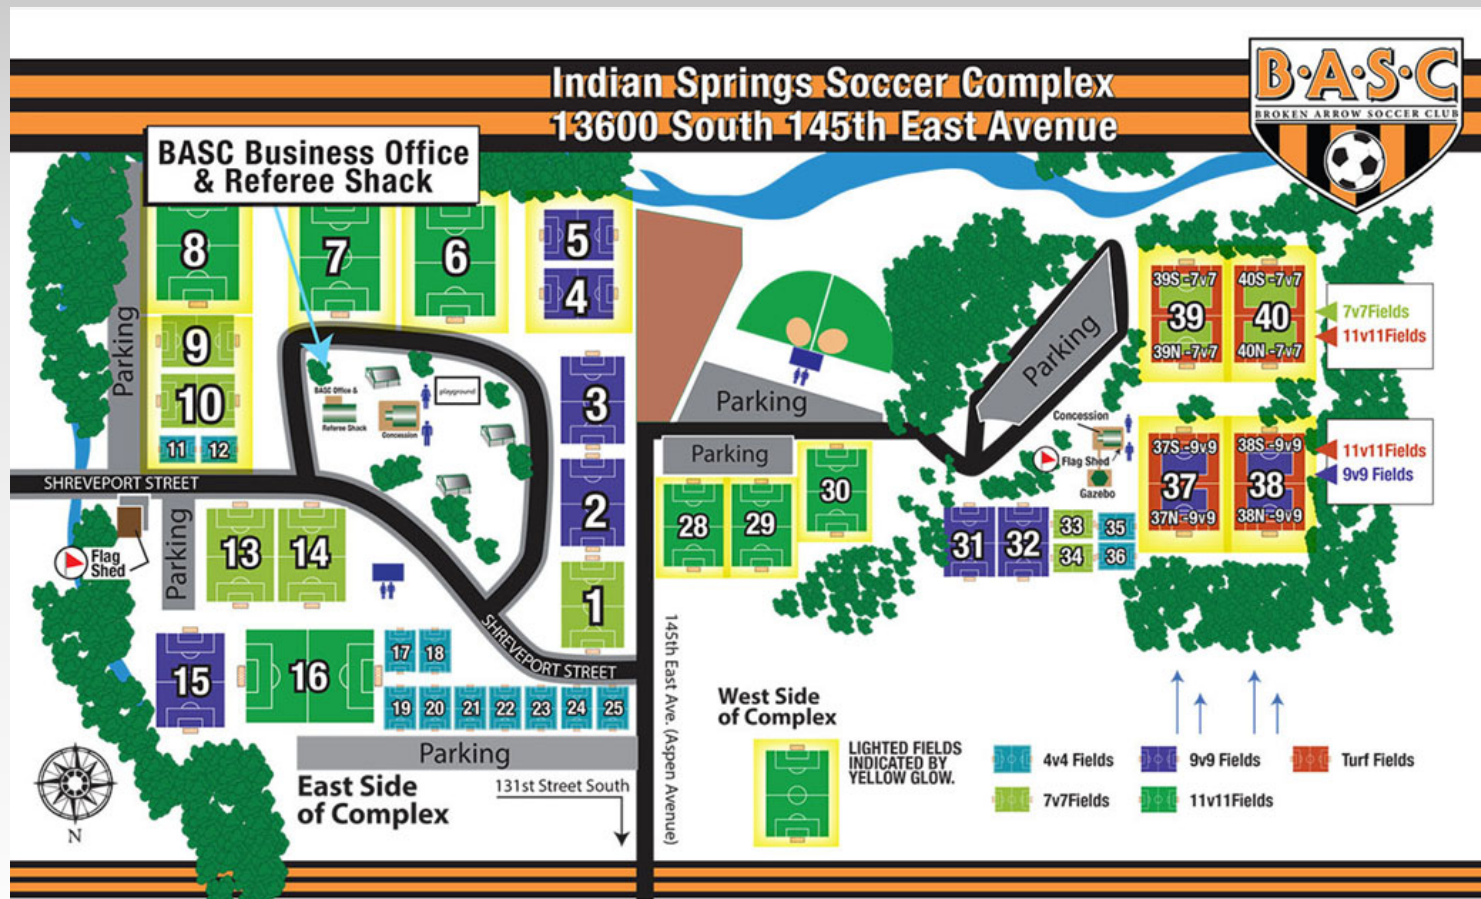 Indian Springs Soccer Complex
13600 South 145th East Avenue
B·A·S·C
BROKEN ARROW SOCCER CLUB
BASC Business Office
& Referee Shack
8
7
6
5
4
Parking
9
10
11
12
3
2
1
BASC Office &
Referee Shack
Concession
playground
Parking
Parking
39S -7v7
39
39N -7v7
40S -7v7
40
40N -7v7
7v7Fields
11v11Fields
SHREVEPORT STREET
Parking
28
29
30
Concession
Flag Shed
Gazebo
37S -9v9
37
37N -9v9
38S -9v9
38
38N -9v9
11v11Fields
9v9 Fields
31
32
33
34
35
36
Flag
Shed
Parking
13
14
15
16
17
18
19
20
21
22
23
24
25
SHREVEPORT STREET
Parking
East Side
of Complex
131st Street South
145th East Ave. (Aspen Avenue)
N
West Side
of Complex
LIGHTED FIELDS
INDICATED BY
YELLOW GLOW.
4v4 Fields
9v9 Fields
Turf Fields
7v7Fields
11v11Fields